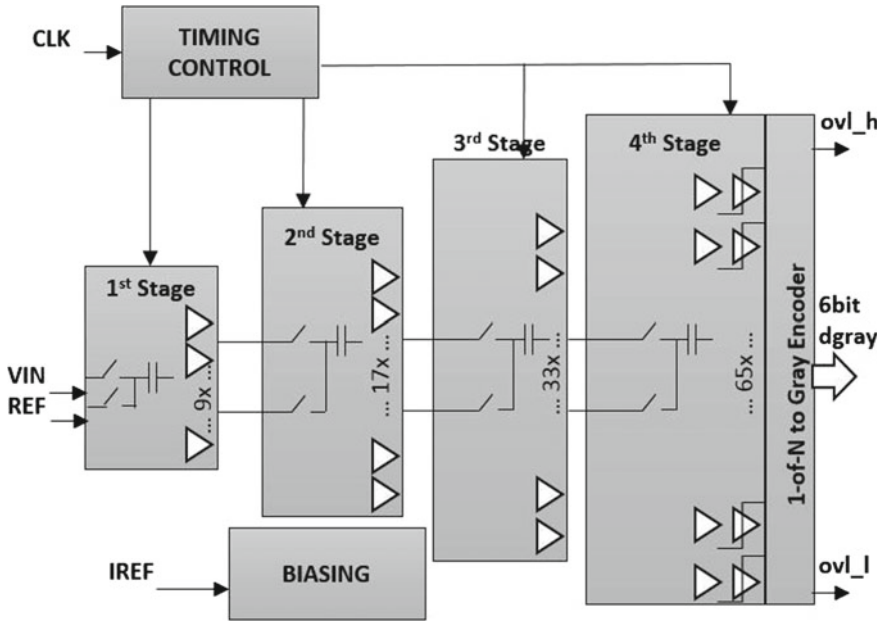 CLK
TIMING
CONTROL
ovl_h
3rd Stage
4th Stage
2nd Stage
1st Stage
6bit
dgray
VIN
REF
... 9x ...
... 17x ...
... 33x ...
... 65x ...
1-of-N to Gray Encoder
IREF
BIASING
ovl_l